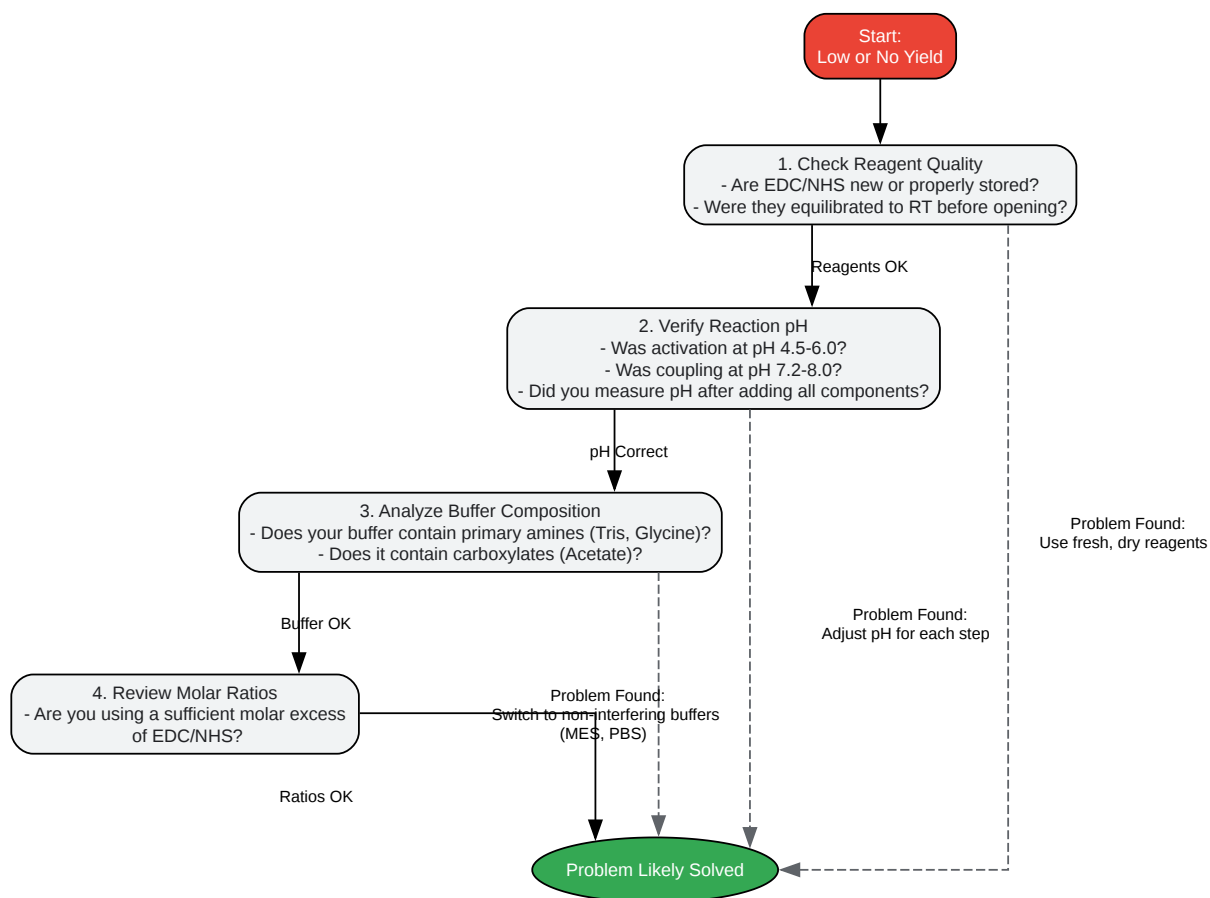 Start:
Low or No Yield
1. Check Reagent Quality
- Are EDC/NHS new or properly stored?
- Were they equilibrated to RT before opening?
Reagents OK
2. Verify Reaction pH
- Was activation at pH 4.5-6.0?
- Was coupling at pH 7.2-8.0?
- Did you measure pH after adding all components?
pH Correct
3. Analyze Buffer Composition
- Does your buffer contain primary amines (Tris, Glycine)?
- Does it contain carboxylates (Acetate)?
Problem Found:
Use fresh, dry reagents
Problem Found:
Adjust pH for each step
Buffer OK
4. Review Molar Ratios
- Are you using a sufficient molar excess
of EDC/NHS?
Problem Found:
Switch to non-interfering buffers
(MES, PBS)
Ratios OK
Problem Likely Solved